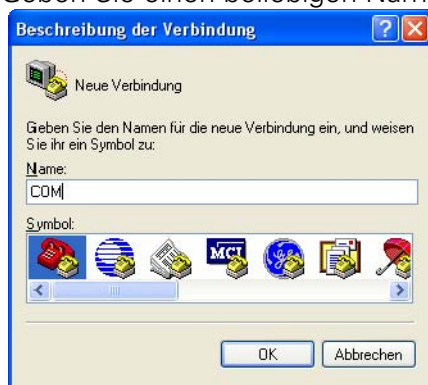 Geben Sie einen beliebigen Nam
Beschreibung der Verbindung
Neue Verbindung
Geben Sie den Namen für die neue Verbindung ein, und weisen
Sie ihr ein Symbol zu:
Name:
COM
Symbol:
MCI
OK Abbrechen